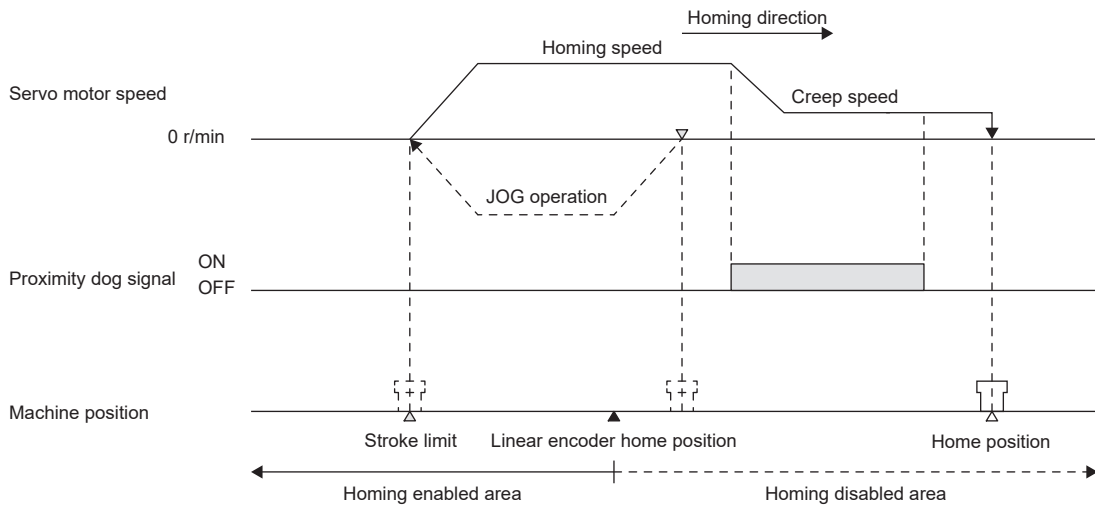 Homing direction
Homing speed
Servo motor speed
Creep speed
0 r/min
JOG operation
ON
Proximity dog signal
OFF
Machine position
Stroke limit
Linear encoder home position
Home position
Homing enabled area
Homing disabled area